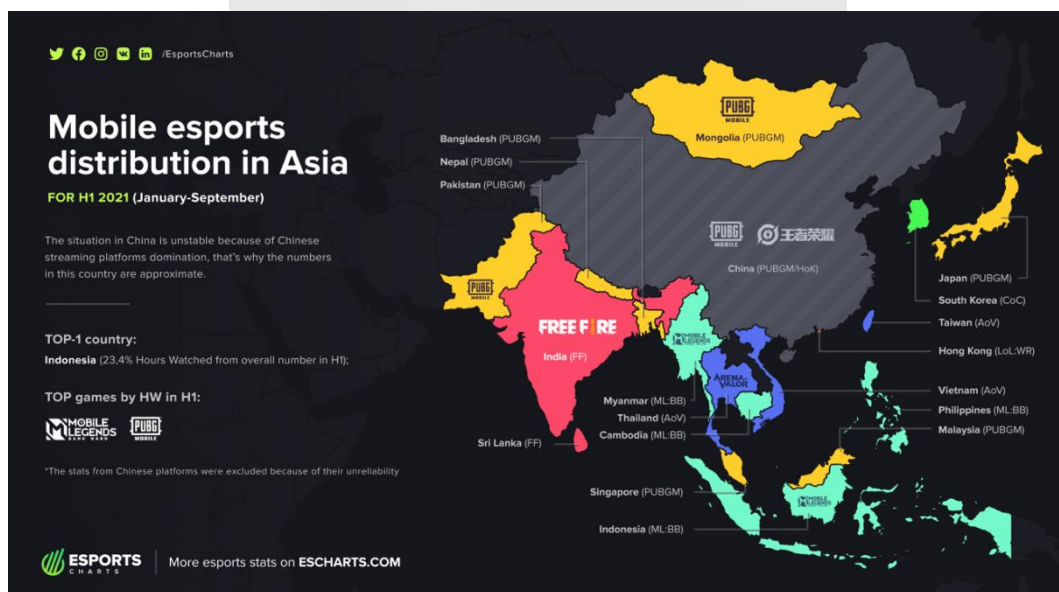 /EsportsCharts
Mobile esports
distribution in Asia
FOR H1 2021 (January-September)
The situation in China is unstable because of Chinese
streaming platforms domination, that's why the numbers
in this country are approximate.
TOP-1 country:
Indonesia (23,4% Hours Watched from overall number in H1);
TOP games by HW in H1:
MOBILE
LEGENDS
BANG BANG
PUBG
MOBILE
*The stats from Chinese platforms were excluded because of their unreliability
ESPORTS
CHARTS
More esports stats on ESCHARTS.COM
PUBG
MOBILE
Mongolia (PUBGM)
Bangladesh (PUBGM)
Nepal (PUBGM)
Pakistan (PUBGM)
PUBG
MOBILE
PUBG
MOBILE
王者荣耀
China (PUBGM/HoK)
FREE FIRE
India (FF)
Sri Lanka (FF)
MOBILE
LEGENDS
ARENA OF
VALOR
Myanmar (ML:BB)
Thailand (AoV)
Cambodia (ML:BB)
Singapore (PUBGM)
Indonesia (ML:BB)
MOBILE
LEGENDS
Japan (PUBGM)
South Korea (CoC)
Taiwan (AoV)
Hong Kong (LoL:WR)
Vietnam (AoV)
Philippines (ML:BB)
Malaysia (PUBGM)